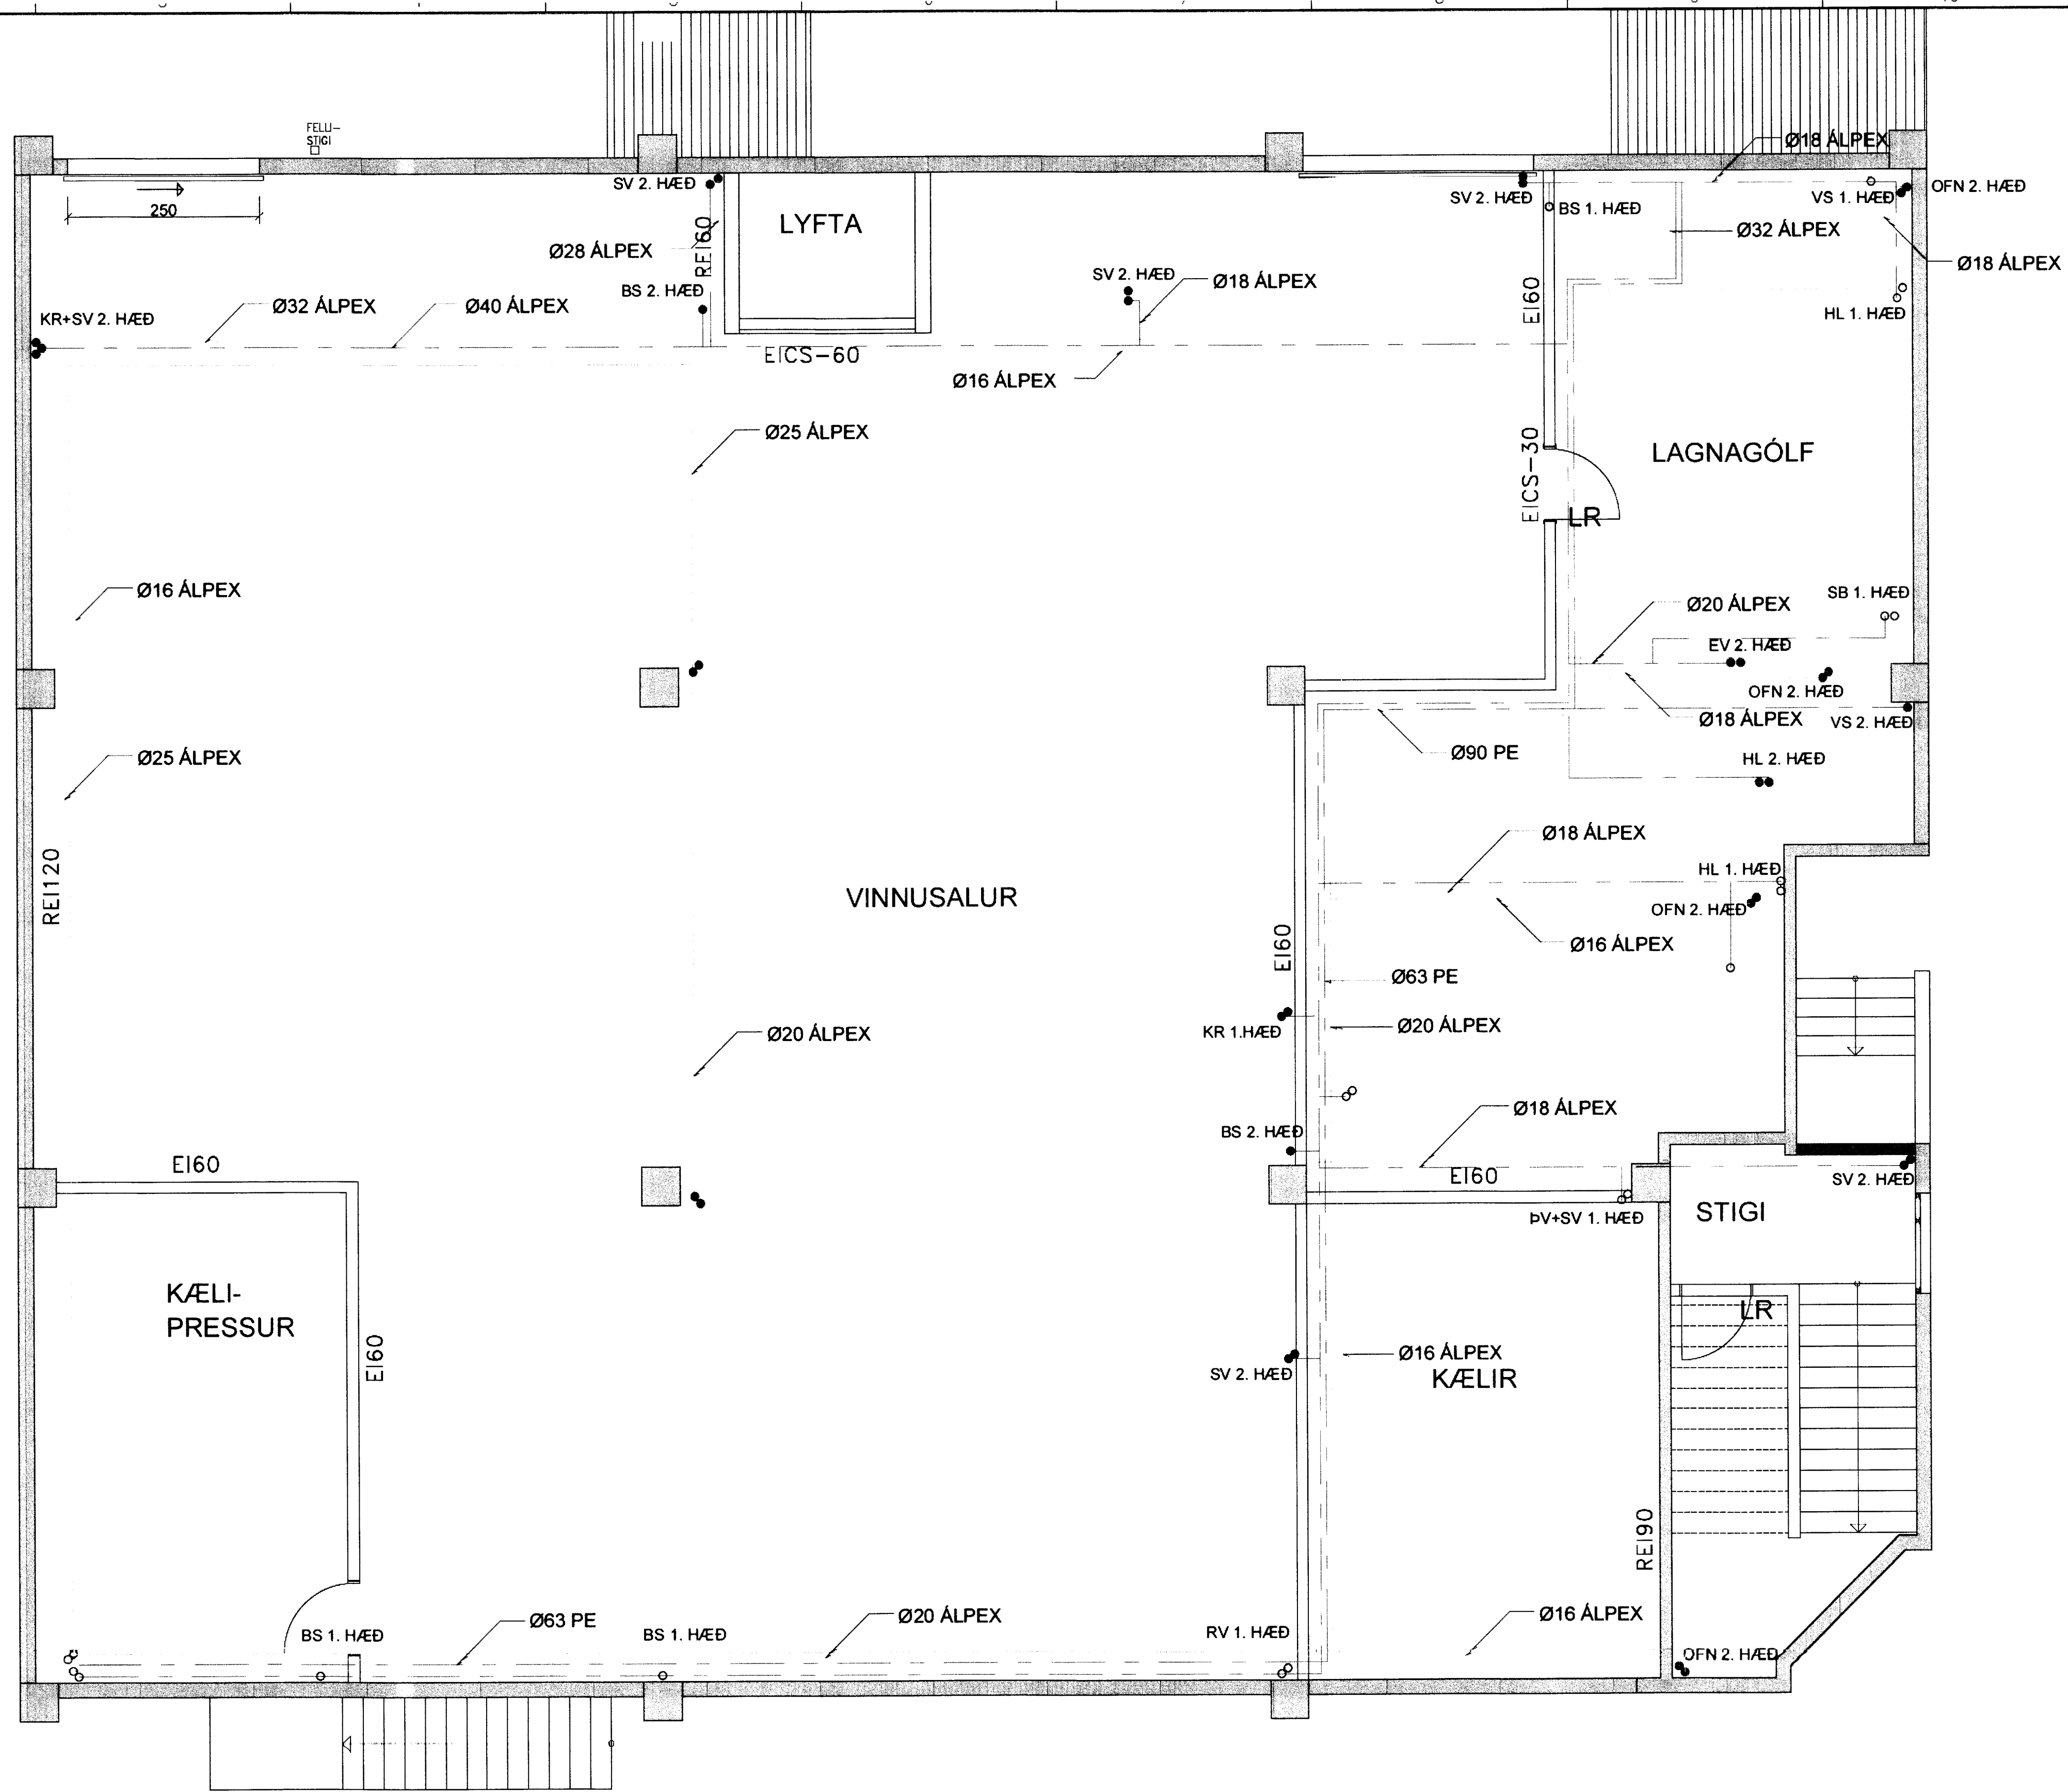 FELLI-
STIGI
Ø18 ÁLPEX
SV 2. HÆÐ
250
LYFTA
SV 2. HÆÐ
BS 1. HÆÐ
VS 1. HÆÐ
OFN 2. HÆÐ
Ø28 ÁLPEX
REI60
Ø32 ÁLPEX
Ø18 ÁLPEX
BS 2. HÆÐ
SV 2. HÆÐ
Ø18 ÁLPEX
EI60
HL 1. HÆÐ
KR+SV 2. HÆÐ
Ø32 ÁLPEX
Ø40 ÁLPEX
EICS-60
Ø16 ÁLPEX
Ø25 ÁLPEX
EICS-30
LAGNAGÓLF
LR
Ø16 ÁLPEX
Ø20 ÁLPEX
SB 1. HÆÐ
EV 2. HÆÐ
OFN 2. HÆÐ
Ø18 ÁLPEX
VS 2. HÆÐ
Ø25 ÁLPEX
Ø90 PE
HL 2. HÆÐ
Ø18 ÁLPEX
REI120
VINNUSALUR
HL 1. HÆÐ
OFN 2. HÆÐ
EI60
Ø16 ÁLPEX
Ø63 PE
KR 1.HÆÐ
Ø20 ÁLPEX
Ø20 ÁLPEX
Ø18 ÁLPEX
BS 2. HÆÐ
EI60
EI60
SV 2. HÆÐ
ÞV+SV 1. HÆÐ
STIGI
KÆLI-
PRESSUR
LR
EI60
Ø16 ÁLPEX
SV 2. HÆÐ
KÆLIR
REI90
Ø63 PE
Ø20 ÁLPEX
Ø16 ÁLPEX
BS 1. HÆÐ
BS 1. HÆÐ
RV 1. HÆÐ
OFN 2. HÆÐ